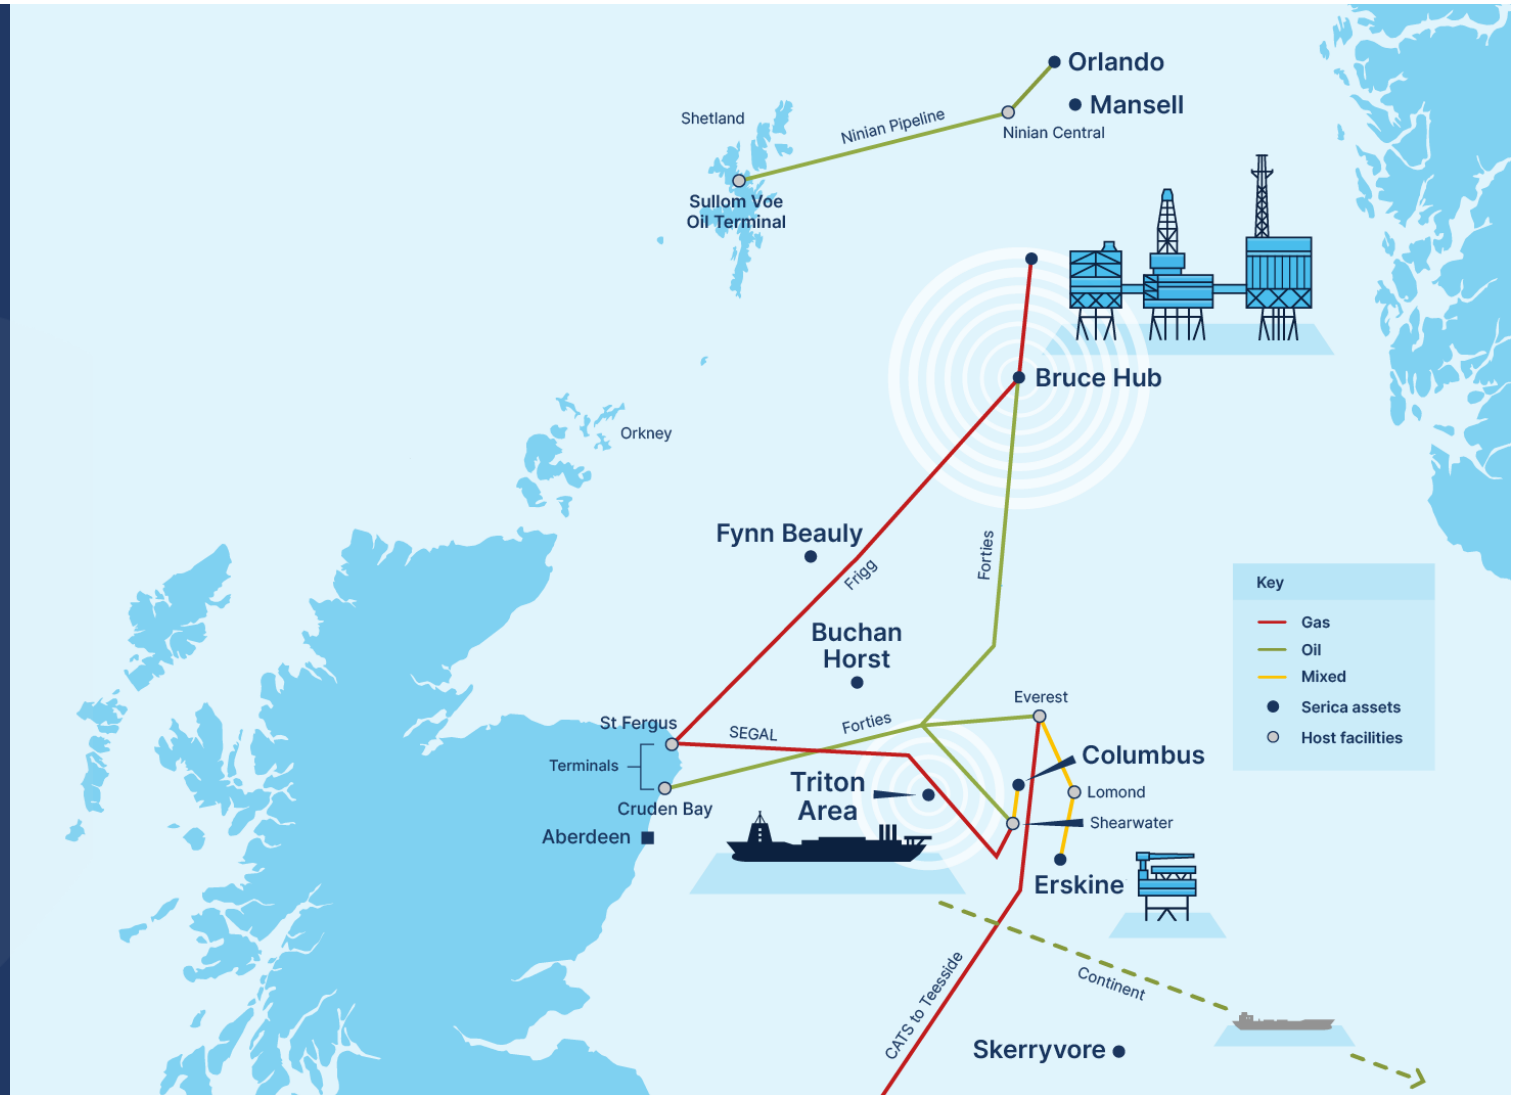 Orlando
Mansell
Shetland
Ninian Pipeline
Ninian Central
Sullom Voe
Oil Terminal
Bruce Hub
Orkney
Fynn Beauly
Frigg
Forties
Buchan
Horst
Key
Gas
Oil
Mixed
Serica assets
Host facilities
Everest
St Fergus
SEGAL
Forties
Columbus
Terminals
Triton
Area
Lomond
Cruden Bay
Shearwater
Aberdeen
Erskine
Continent
CATS to Teesside
Skerryvore